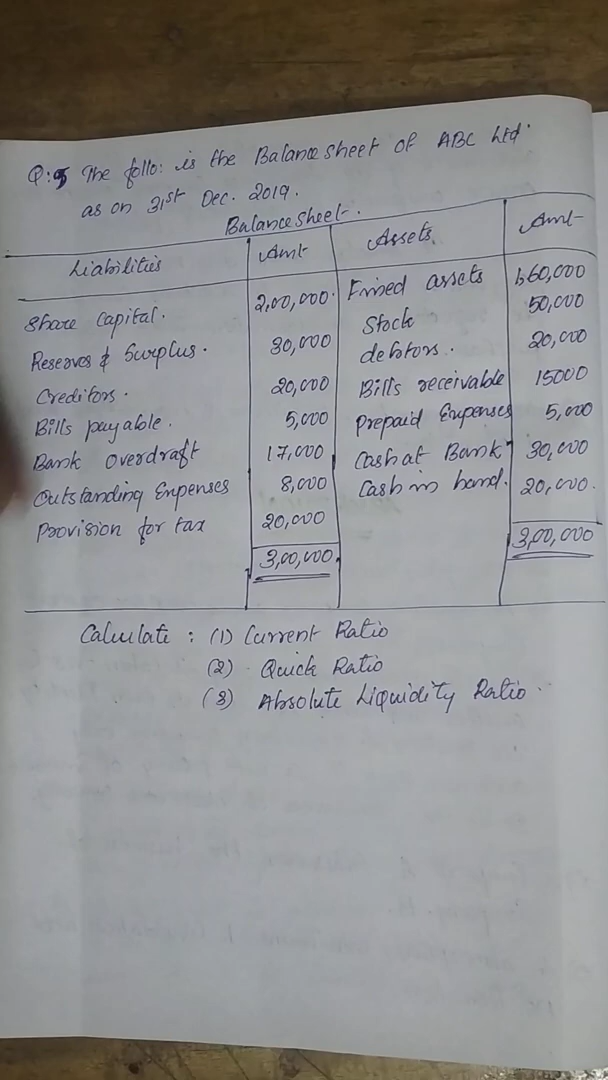 Q:5 The follo: is the Balance sheet of ABC Ltd.
as on 31st Dec. 2019.
Balance sheet.
Liabilities Amt Assets. Amt
Share Capital. 2,00,000. Fixed assets 1,60,000
Reserves & Surplus. 30,000 Stock 50,000
Creditors. 20,000 debtors. 20,000
Bills payable. 5,000 Bills receivable 15000
Bank overdraft 17,000 Prepaid Expenses 5,000
Outstanding Expenses 8,000 Cash at Bank 30,000
Provision for tax 20,000 Cash in hand. 20,000.
3,00,000. 3,00,000
Calculate : (1) Current Ratio
(2) Quick Ratio
(3) Absolute Liquidity Ratio.